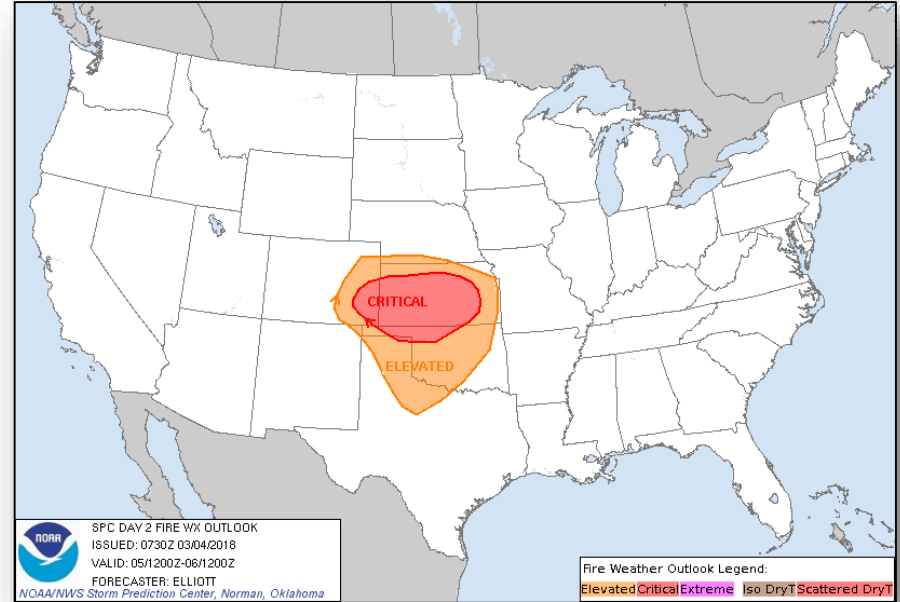 CRITICAL
ELEVATED
NOAA
SPC DAY 2 FIRE WX OUTLOOK
ISSUED: 0730Z 03/04/2018
VALID: 05/1200Z-06/1200Z
FORECASTER: ELLIOTT
NOAA/NWS Storm Prediction Center, Norman, Oklahoma
Fire Weather Outlook Legend:
Elevated Critical Extreme Iso DryT Scattered DryT